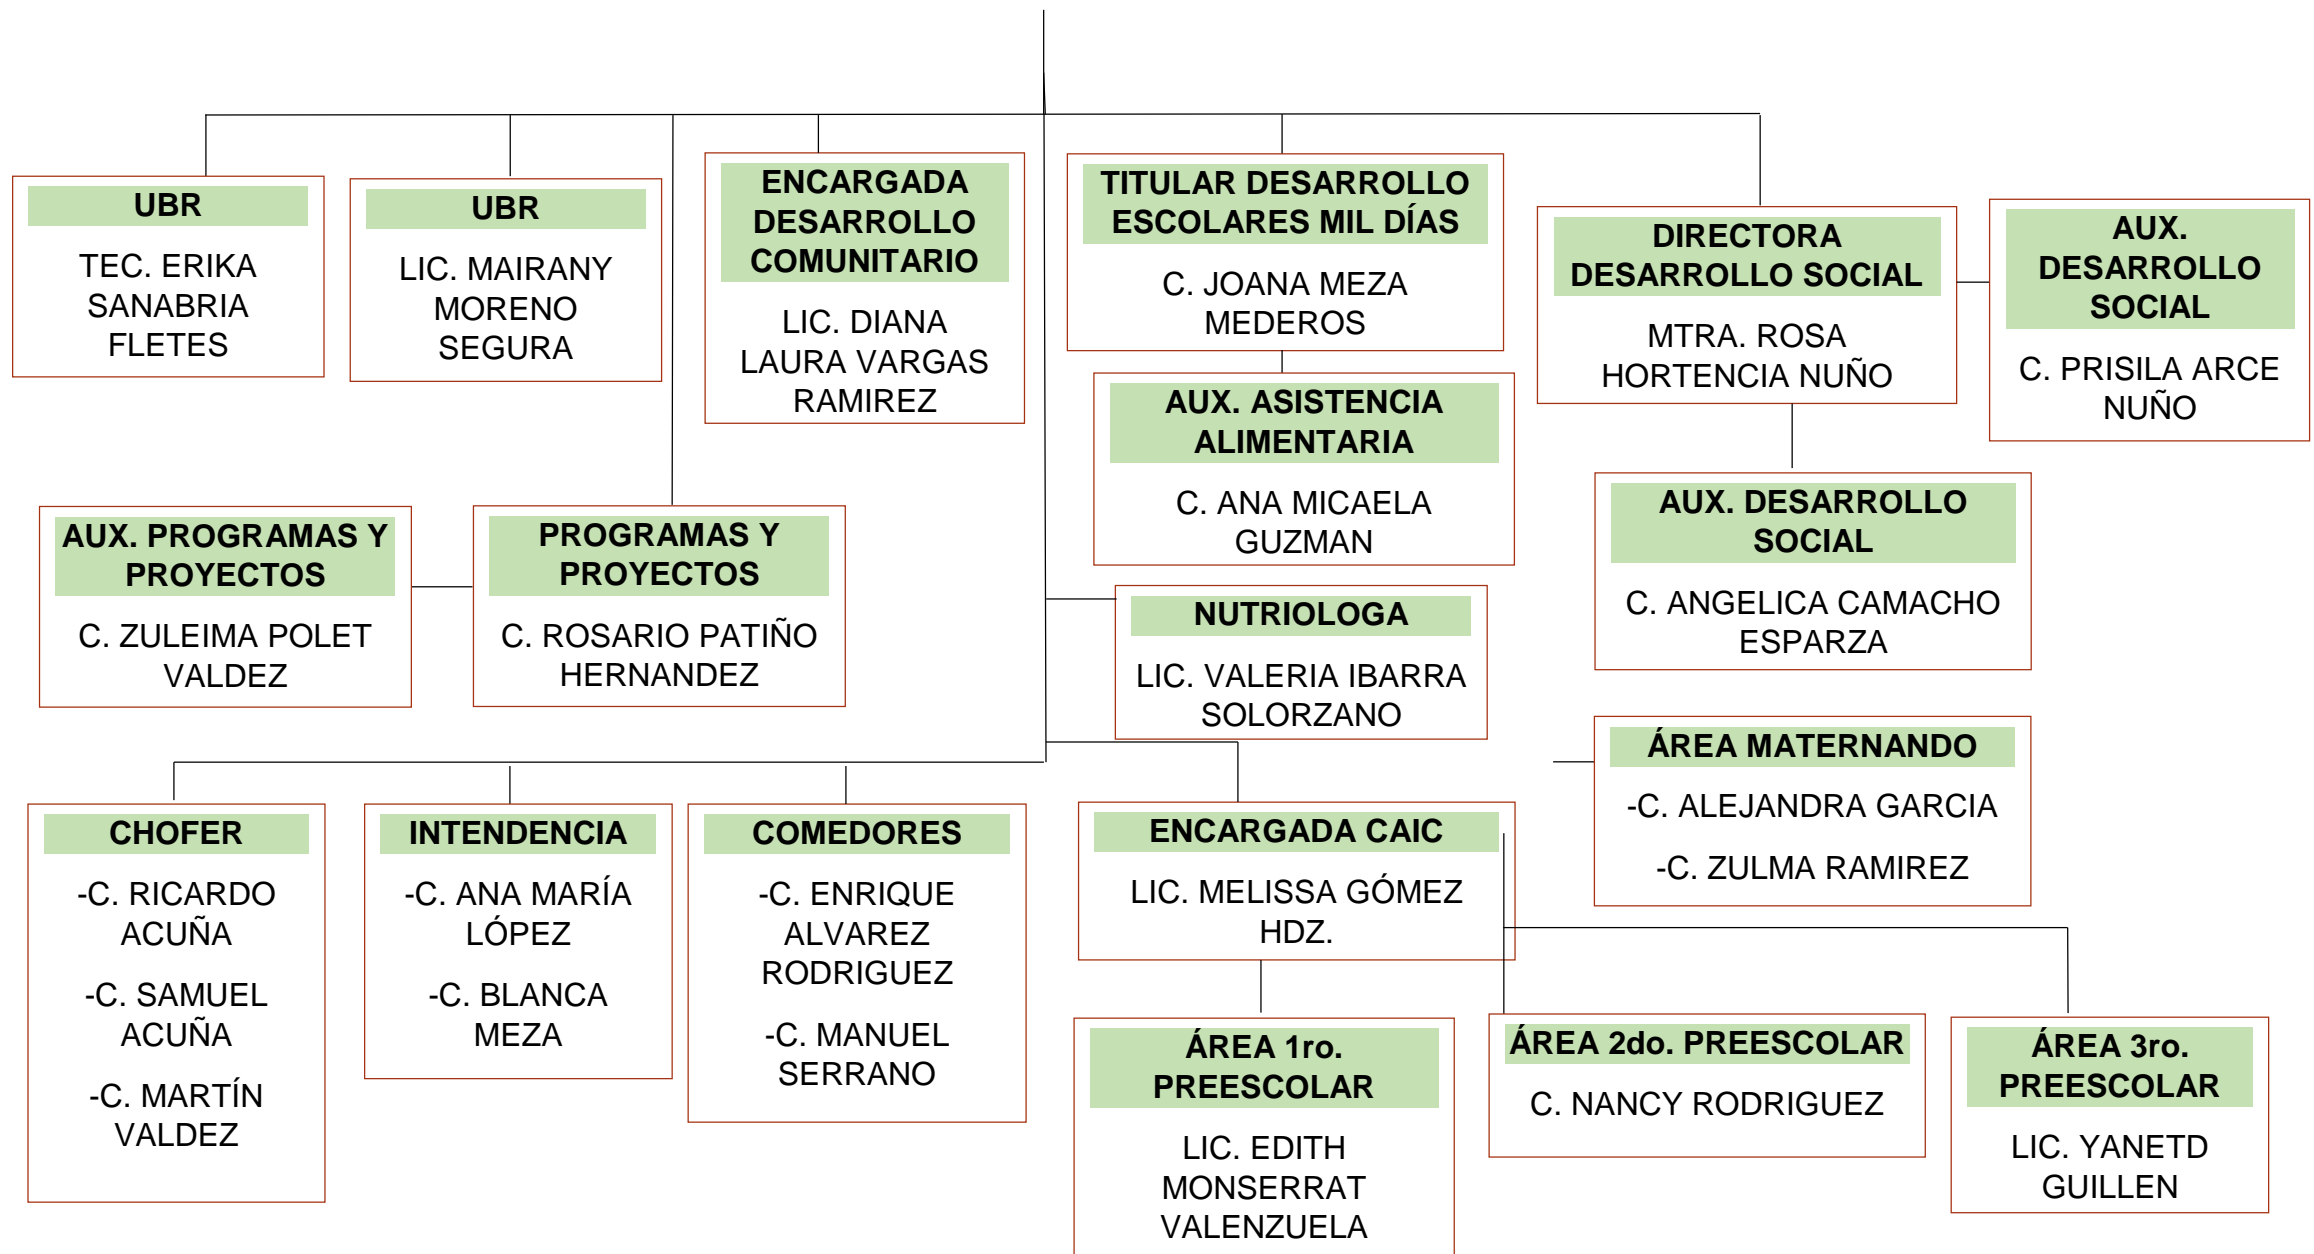 UBR
TEC. ERIKA
SANABRIA
FLETES
UBR
LIC. MAIRANY
MORENO
SEGURA
ENCARGADA
DESARROLLO
COMUNITARIO
LIC. DIANA
LAURA VARGAS
RAMIREZ
TITULAR DESARROLLO
ESCOLARES MIL DÍAS
C. JOANA MEZA
MEDEROS
DIRECTORA
DESARROLLO SOCIAL
MTRA. ROSA
HORTENCIA NUÑO
AUX.
DESARROLLO
SOCIAL
C. PRISILA ARCE
NUÑO
AUX. ASISTENCIA
ALIMENTARIA
C. ANA MICAELA
GUZMAN
AUX. DESARROLLO
SOCIAL
C. ANGELICA CAMACHO
ESPARZA
AUX. PROGRAMAS Y
PROYECTOS
C. ZULEIMA POLET
VALDEZ
PROGRAMAS Y
PROYECTOS
C. ROSARIO PATIÑO
HERNANDEZ
NUTRIOLOGA
LIC. VALERIA IBARRA
SOLORZANO
ÁREA MATERNANDO
-C. ALEJANDRA GARCIA
-C. ZULMA RAMIREZ
CHOFER
-C. RICARDO
ACUÑA
-C. SAMUEL
ACUÑA
-C. MARTÍN
VALDEZ
INTENDENCIA
-C. ANA MARÍA
LÓPEZ
-C. BLANCA
MEZA
COMEDORES
-C. ENRIQUE
ALVAREZ
RODRIGUEZ
-C. MANUEL
SERRANO
ENCARGADA CAIC
LIC. MELISSA GÓMEZ
HDZ.
ÁREA 1ro.
PREESCOLAR
LIC. EDITH
MONSERRAT
VALENZUELA
ÁREA 2do. PREESCOLAR
C. NANCY RODRIGUEZ
ÁREA 3ro.
PREESCOLAR
LIC. YANETD
GUILLEN